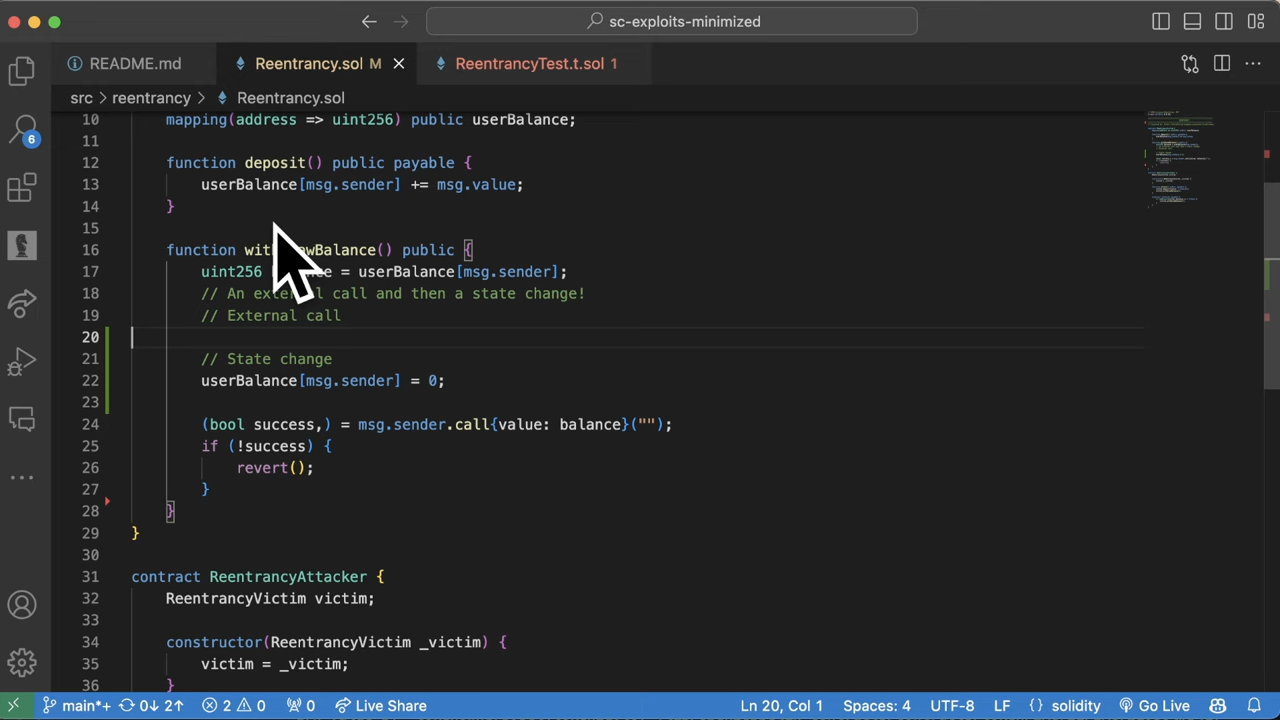 sc-exploits-minimized
README.md
Reentrancy.sol M
ReentrancyTest.t.sol 1
src > reentrancy > Reentrancy.sol
10 mapping(address => uint256) public userBalance;
11
12 function deposit() public payable {
13 userBalance[msg.sender] += msg.value;
14 }
15
16 function with awBalance() public {
17 uint256 = userBalance[msg.sender];
18 // An ex l call and then a state change!
19 // External call
20
21 // State change
22 userBalance[msg.sender] = 0;
23
24 (bool success,) = msg.sender.call{value: balance}("");
25 if (!success) {
26 revert();
27 }
28 }
29 }
30
31 contract ReentrancyAttacker {
32 ReentrancyVictim victim;
33
34 constructor(ReentrancyVictim _victim) {
35 victim = _victim;
36 }
6
main*+ 0↓ 2↑ 2 0 0 Live Share Ln 20, Col 1 Spaces: 4 UTF-8 LF {} solidity Go Live